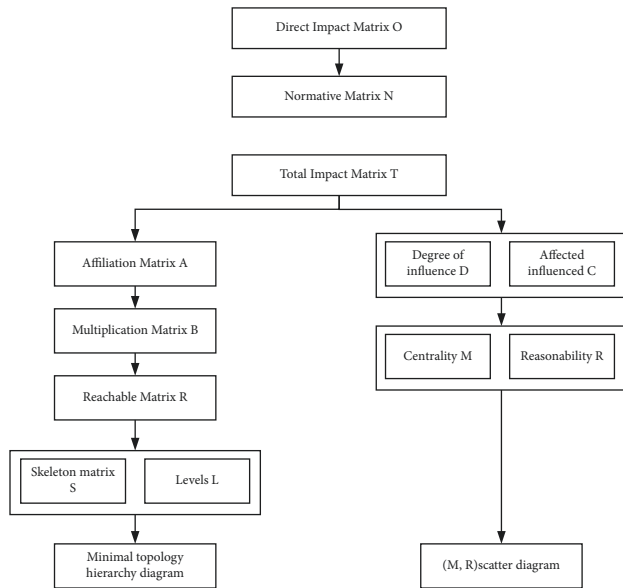 Direct Impact Matrix O
Normative Matrix N
Total Impact Matrix T
Affiliation Matrix A
Multiplication Matrix B
Reachable Matrix R
Skeleton matrix
S
Levels L
Minimal topology
hierarchy diagram
Degree of
influence D
Affected
influenced C
Centrality M
Reasonability R
(M, R)scatter diagram